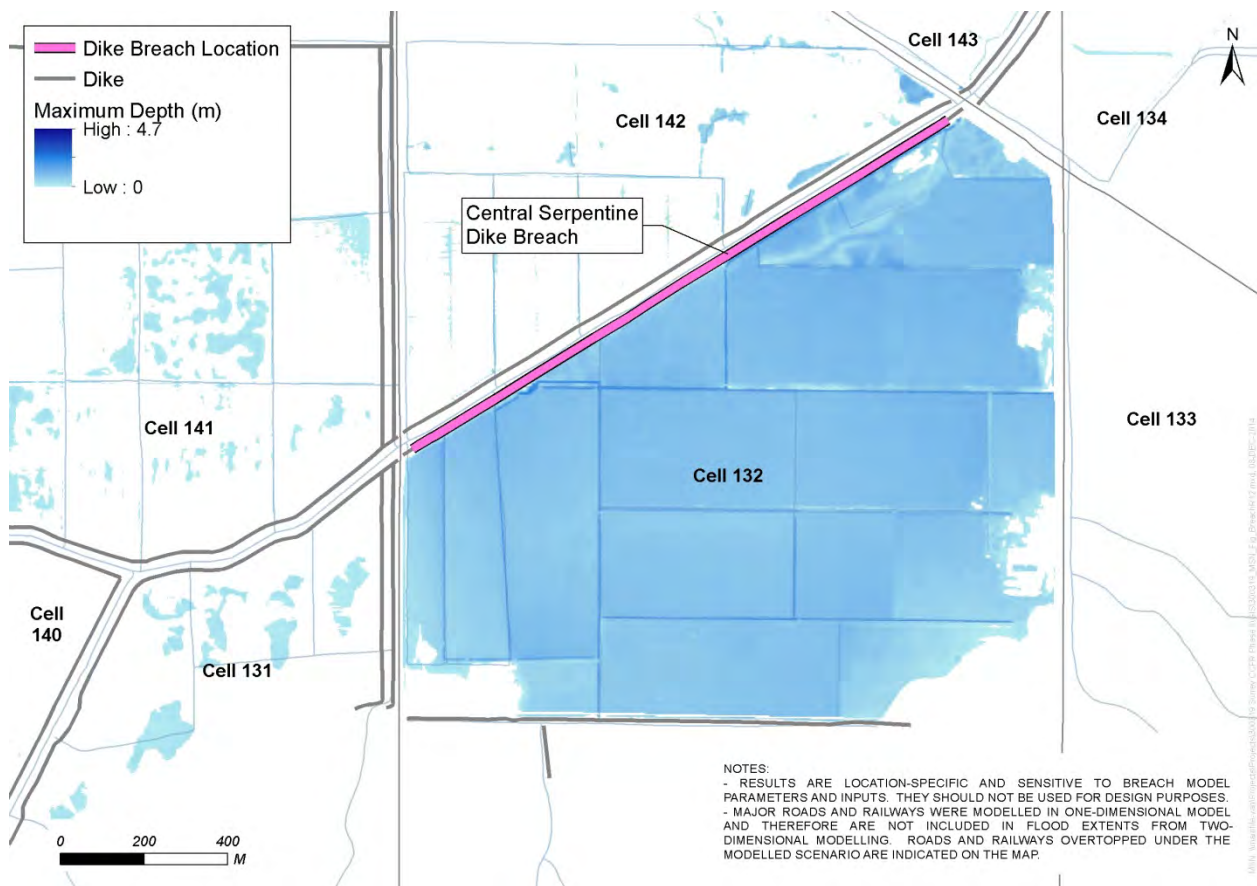 Dike Breach Location
Dike
Maximum Depth (m)
High : 4.7
Low : 0
N
Cell 143
Cell 142
Cell 134
Central Serpentine
Dike Breach
Cell 141
Cell 133
Cell 132
Cell
140
Cell 131
NOTES:
- RESULTS ARE LOCATION-SPECIFIC AND SENSITIVE TO BREACH MODEL
PARAMETERS AND INPUTS. THEY SHOULD NOT BE USED FOR DESIGN PURPOSES.
- MAJOR ROADS AND RAILWAYS WERE MODELLED IN ONE-DIMENSIONAL MODEL
AND THEREFORE ARE NOT INCLUDED IN FLOOD EXTENTS FROM TWO-
DIMENSIONAL MODELLING. ROADS AND RAILWAYS OVERTOPPED UNDER THE
MODELLED SCENARIO ARE INDICATED ON THE MAP.
0 200 400
M